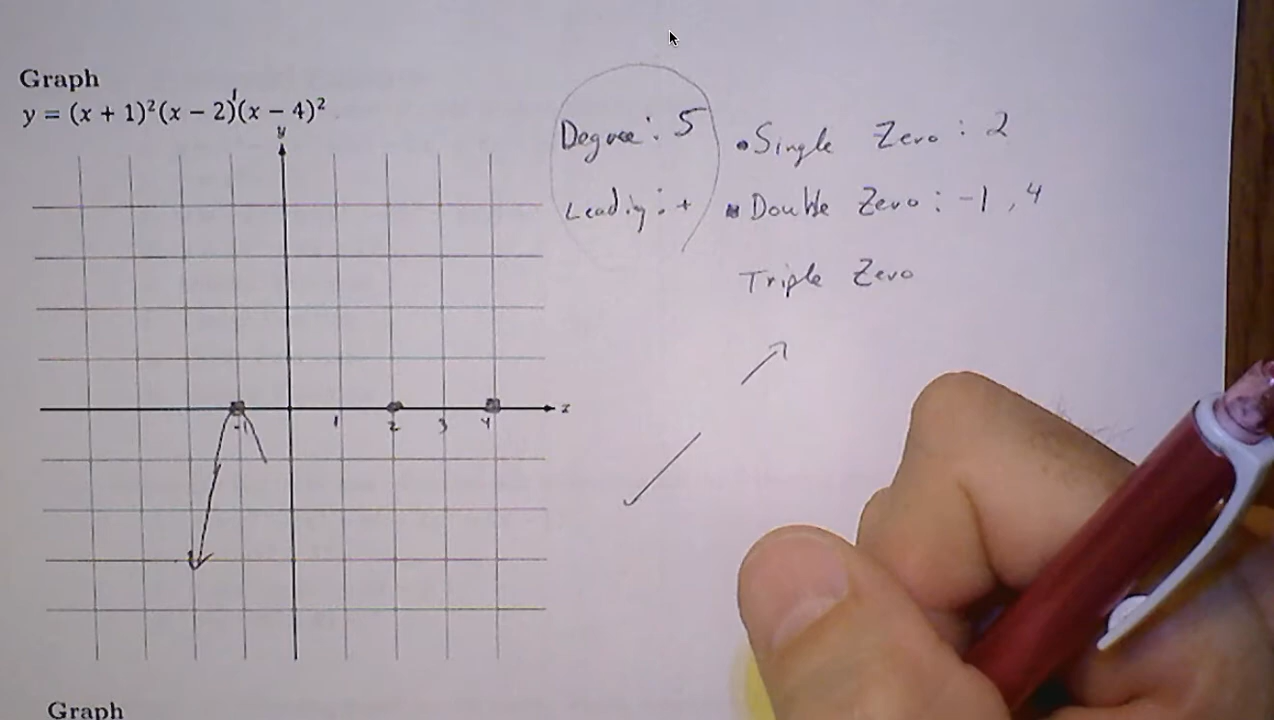 Graph
y = (x + 1)²(x − 2)¹(x − 4)²
y
Degree: 5
Leading: +
• Single Zero: 2
▪ Double Zero: -1, 4
Triple Zero
-1 1 2 3 4
x
Graph